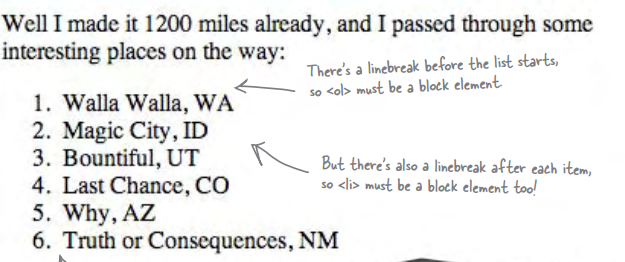 Well I made it 1200 miles already, and I passed through some
interesting places on the way:
There's a linebreak before the list starts,
so <ol> must be a block element
1. Walla Walla, WA
2. Magic City, ID
3. Bountiful, UT
4. Last Chance, CO
5. Why, AZ
6. Truth or Consequences, NM
But there's also a linebreak after each item,
so <li> must be a block element too!